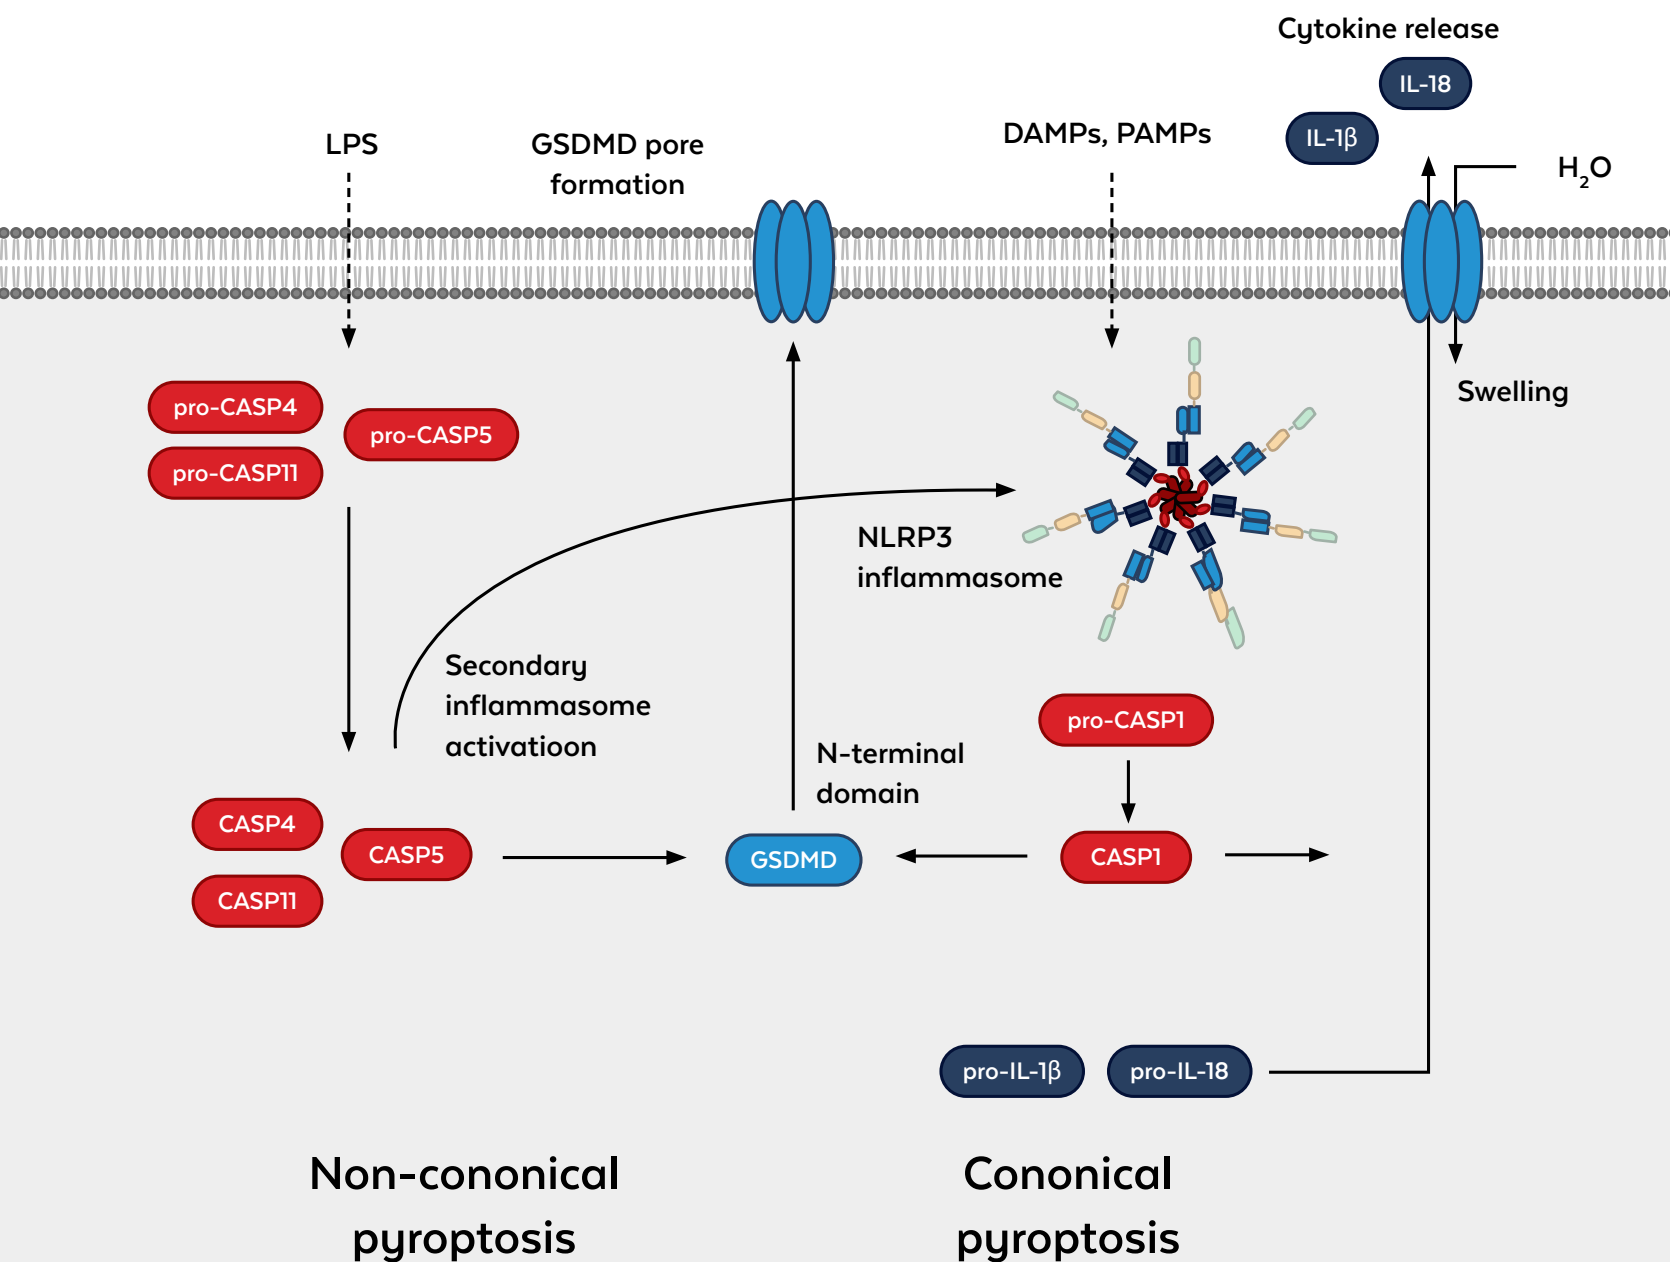 Cytokine release
IL-18
IL-1β
LPS
GSDMD pore
formation
DAMPs, PAMPs
H₂O
Swelling
pro-CASP4
pro-CASP5
pro-CASP11
NLRP3
inflammasome
Secondary
inflammasome
activatioon
pro-CASP1
N-terminal
domain
CASP4
CASP5
CASP11
GSDMD
CASP1
pro-IL-1β
pro-IL-18
Non-cononical
pyroptosis
Cononical
pyroptosis